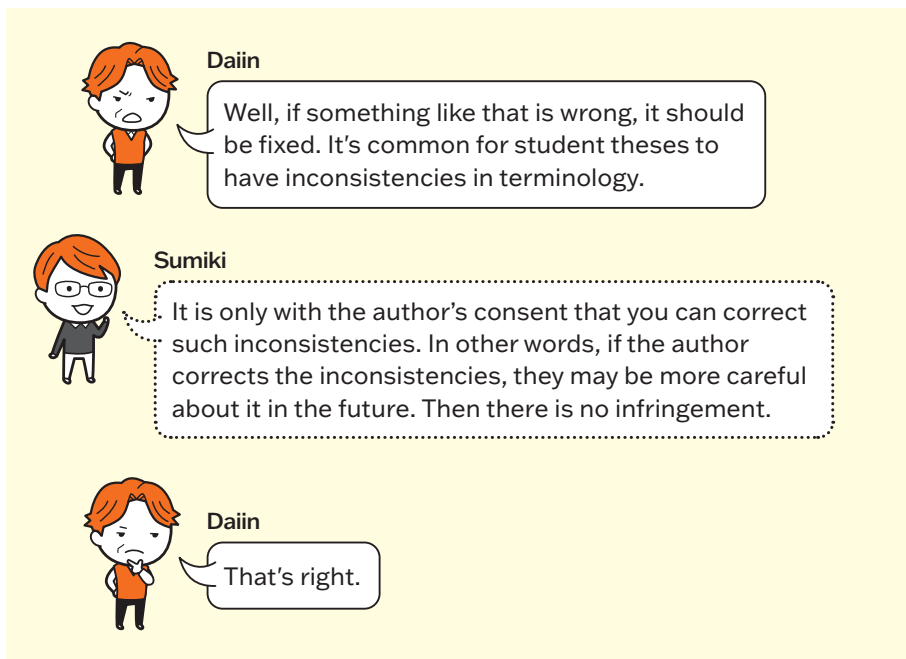 Daiin
Well, if something like that is wrong, it should
be fixed. It's common for student theses to
have inconsistencies in terminology.
Sumiki
It is only with the author's consent that you can correct
such inconsistencies. In other words, if the author
corrects the inconsistencies, they may be more careful
about it in the future. Then there is no infringement.
Daiin
That's right.